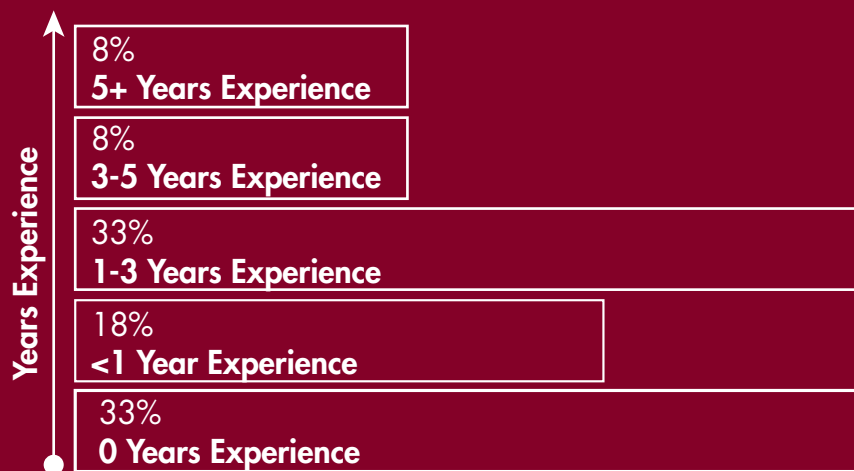 8%
5+ Years Experience
8%
3-5 Years Experience
33%
1-3 Years Experience
18%
<1 Year Experience
33%
0 Years Experience
Years Experience